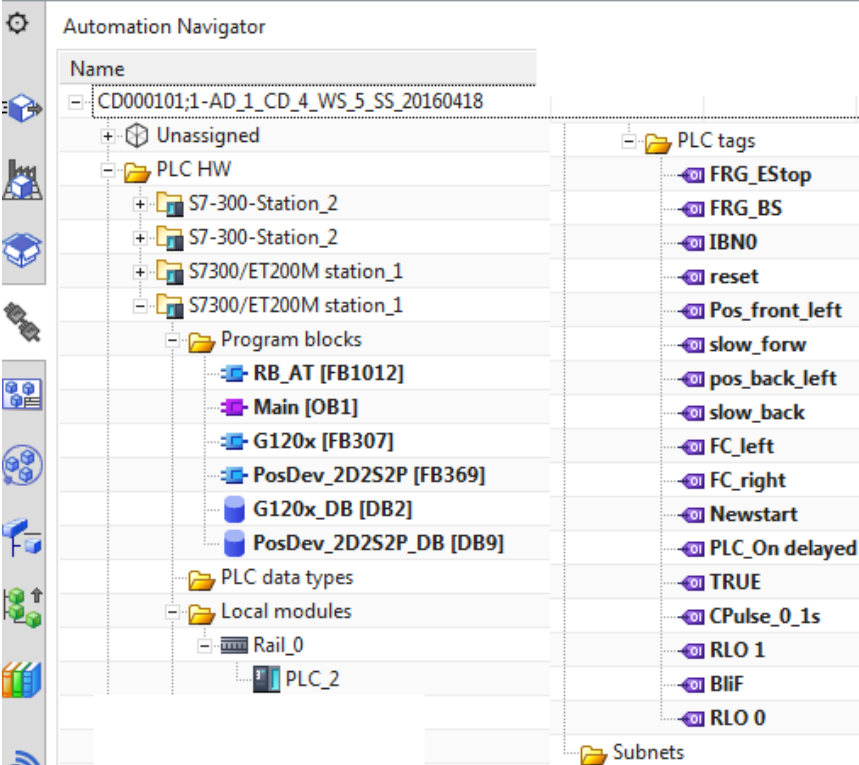 Automation Navigator
Name
CD000101;1-AD_1_CD_4_WS_5_SS_20160418
Unassigned
PLC HW
S7-300-Station_2
S7-300-Station_2
S7300/ET200M station_1
S7300/ET200M station_1
Program blocks
RB_AT [FB1012]
Main [OB1]
G120x [FB307]
PosDev_2D2S2P [FB369]
G120x_DB [DB2]
PosDev_2D2S2P_DB [DB9]
PLC data types
Local modules
Rail_0
PLC_2
PLC tags
FRG_EStop
FRG_BS
IBN0
reset
Pos_front_left
slow_forw
pos_back_left
slow_back
FC_left
FC_right
Newstart
PLC_On delayed
TRUE
CPulse_0_1s
RLO 1
BliF
RLO 0
Subnets